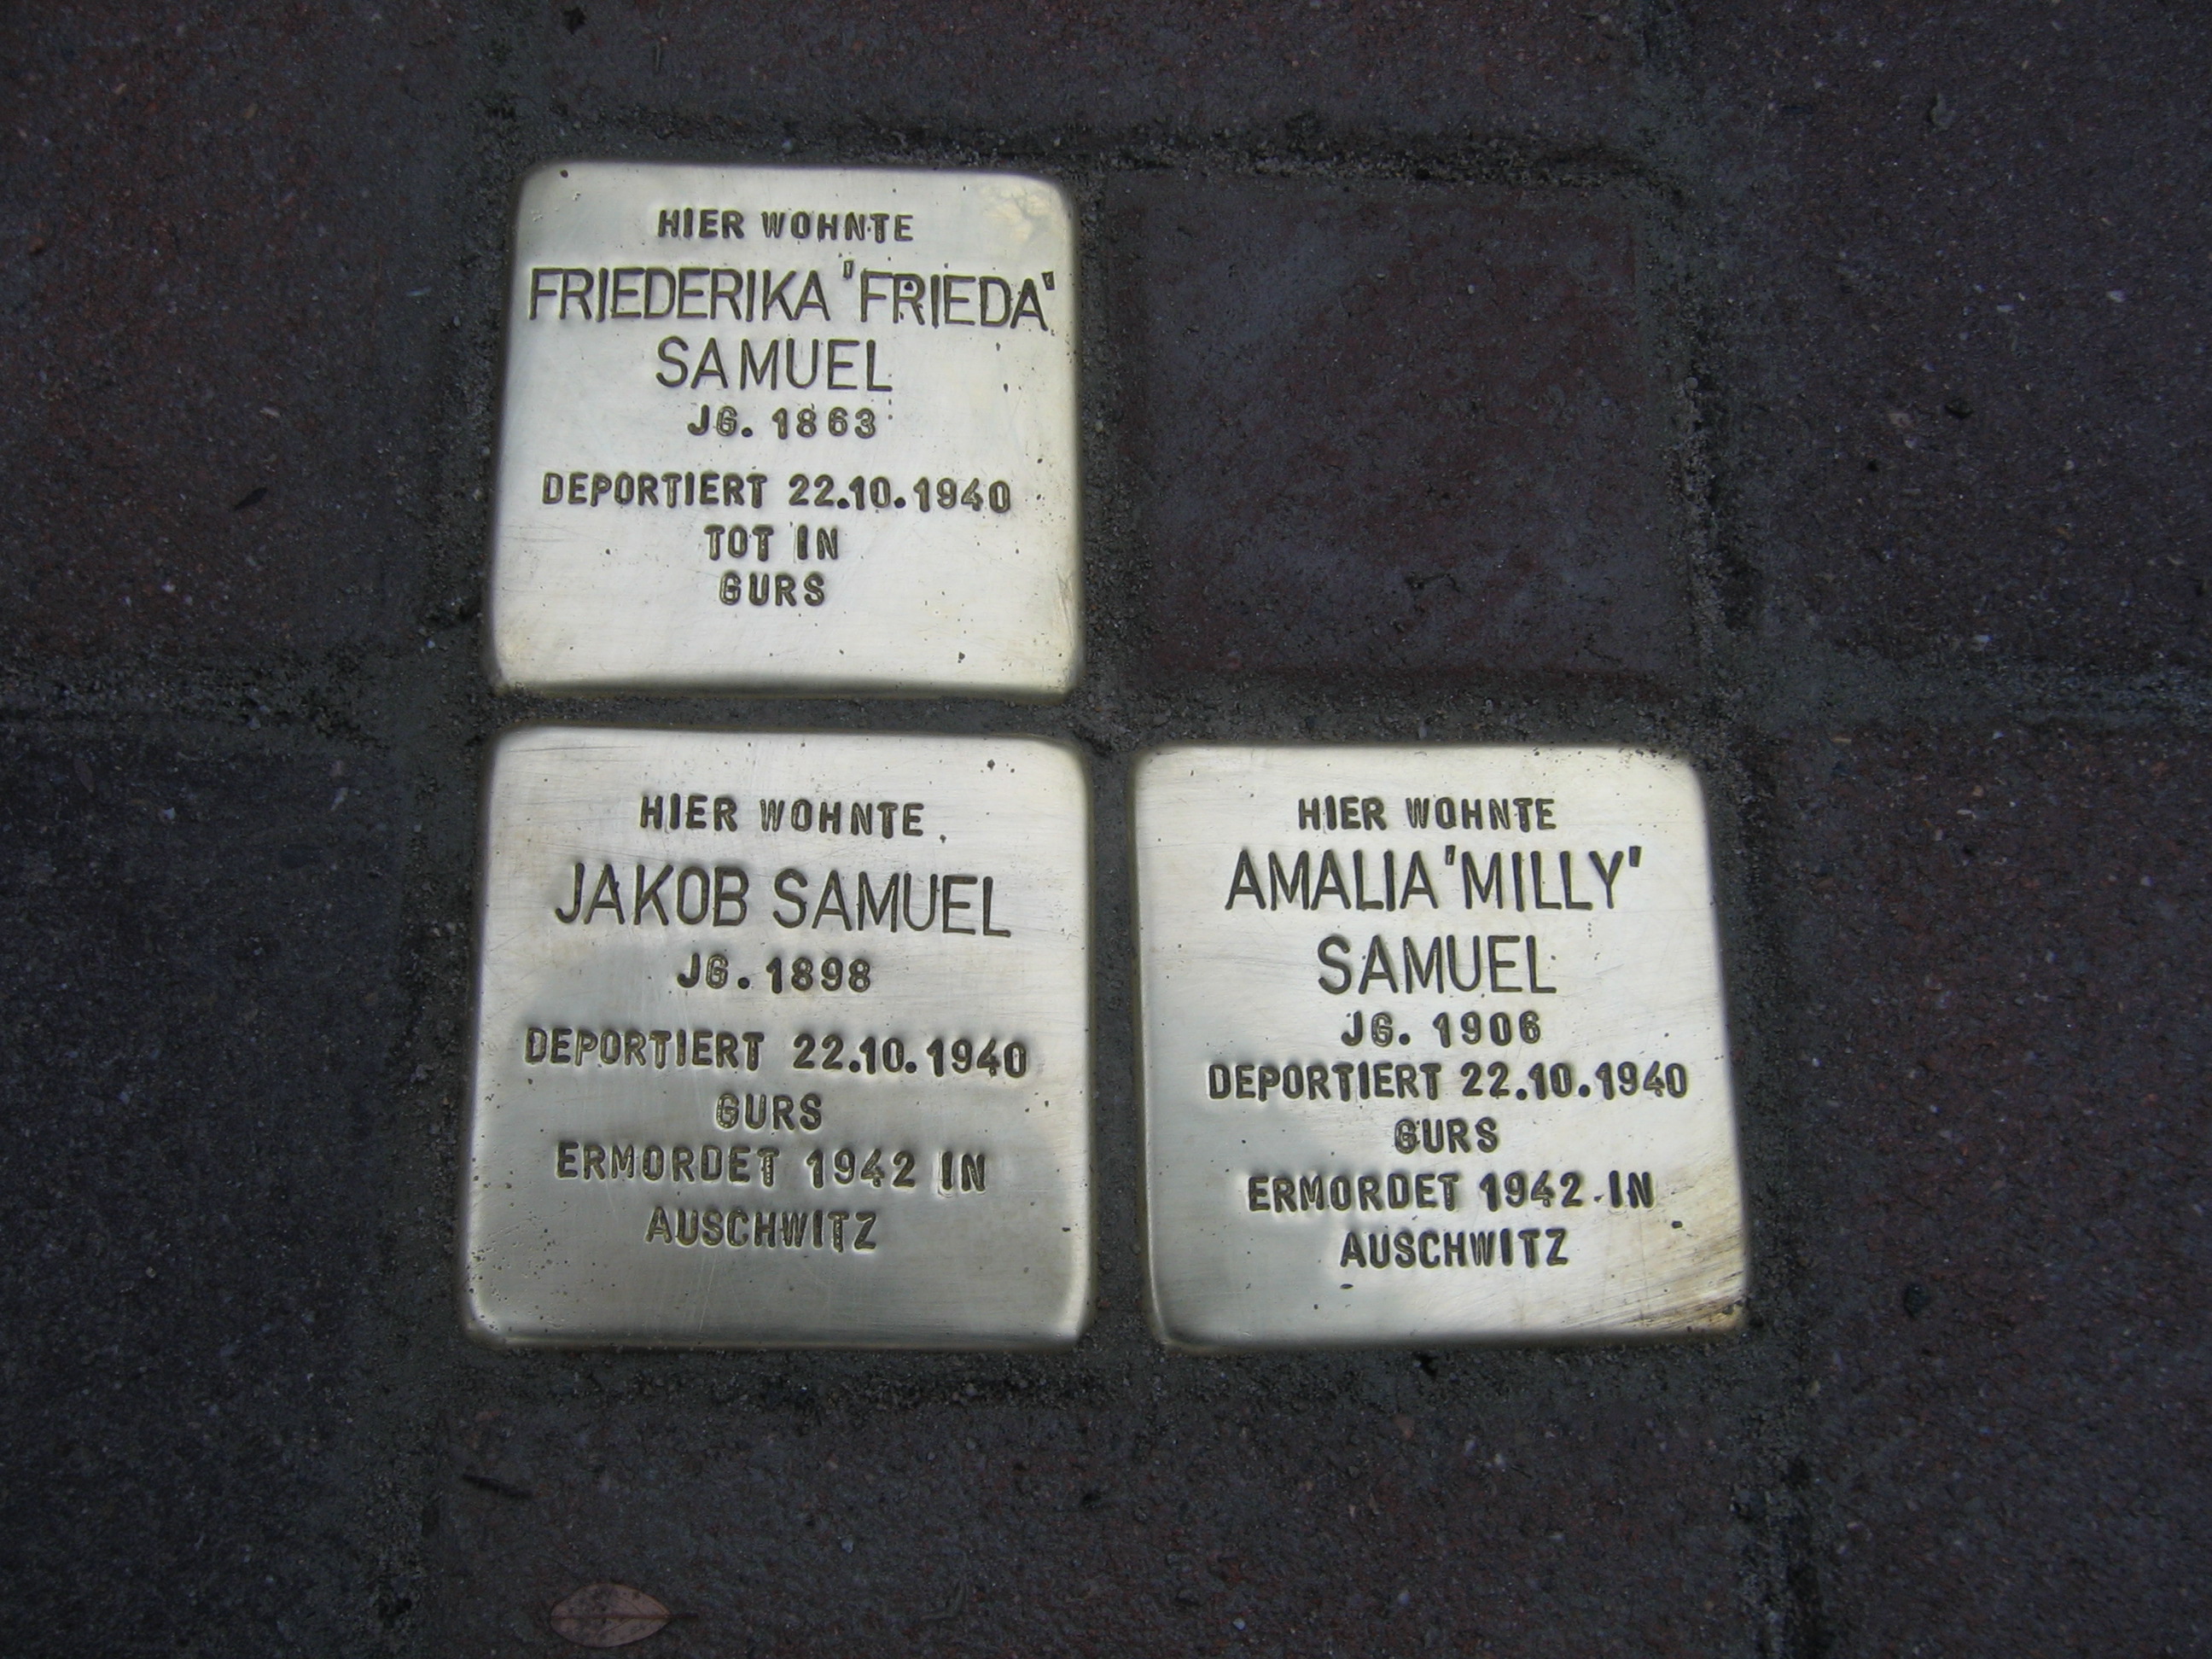 HIER WOHNTE
FRIEDERIKA 'FRIEDA'
SAMUEL
JG. 1863
DEPORTIERT 22.10.1940
TOT IN
GURS
HIER WOHNTE
JAKOB SAMUEL
JG. 1898
DEPORTIERT 22.10.1940
GURS
ERMORDET 1942 IN
AUSCHWITZ
HIER WOHNTE
AMALIA 'MILLY'
SAMUEL
JG. 1906
DEPORTIERT 22.10.1940
GURS
ERMORDET 1942 IN
AUSCHWITZ